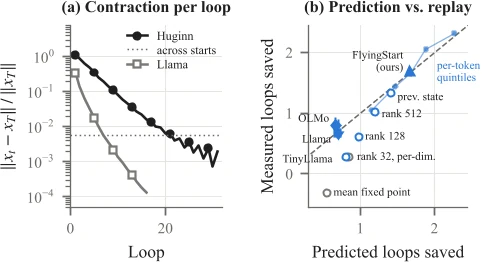 (a) Contraction per loop
||x_t − x_T|| / ||x_T||
10^0
10^−1
10^−2
10^−3
10^−4
Huginn
across starts
Llama
0
20
Loop
(b) Prediction vs. replay
Measured loops saved
2
1
0
FlyingStart
(ours)
per-token
quintiles
prev. state
OLMo
rank 512
Llama
rank 128
TinyLlama
rank 32, per-dim.
mean fixed point
1
2
Predicted loops saved